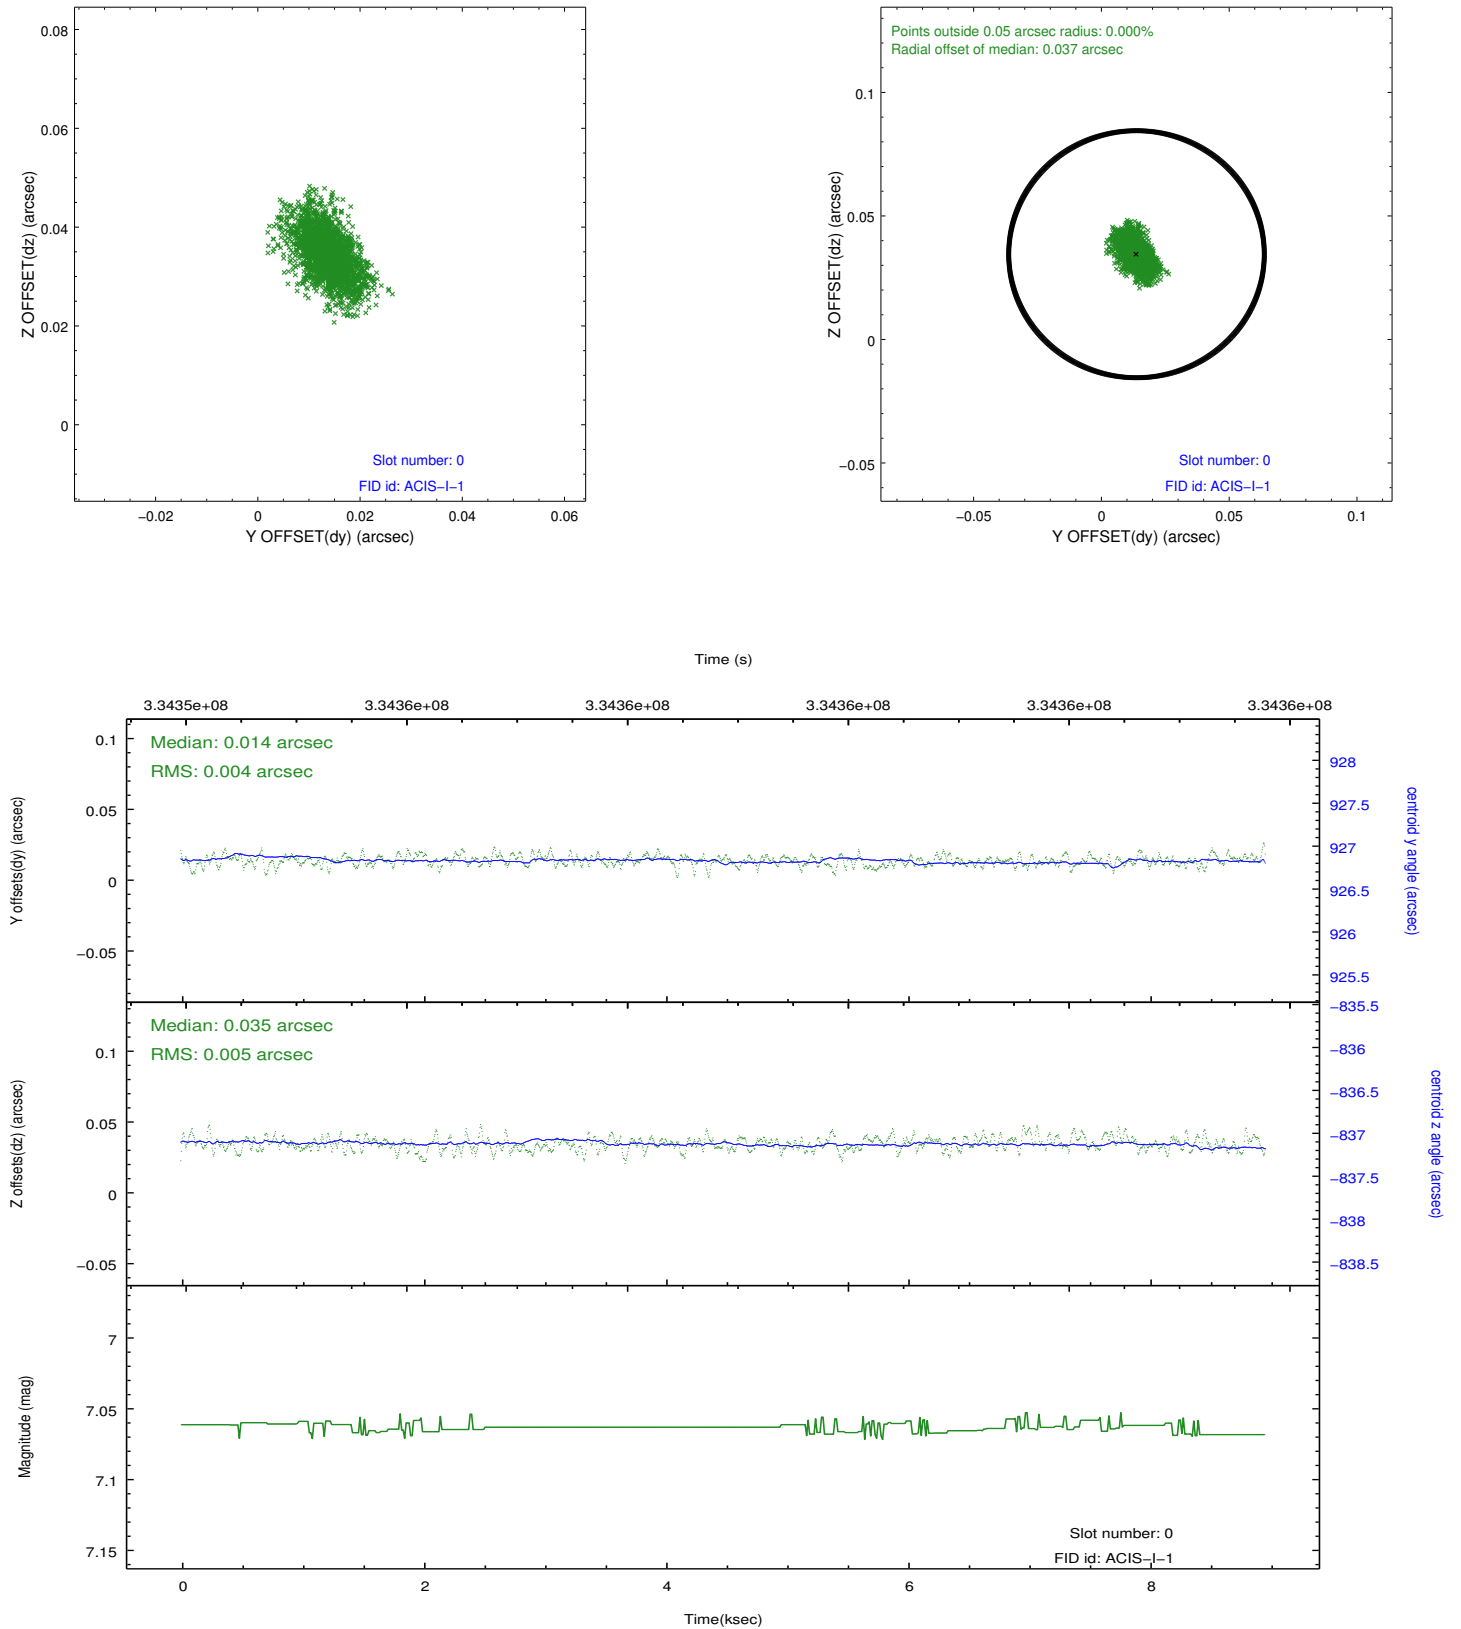 0.08
0.06
0.04
0.02
0
Z OFFSET(dz) (arcsec)
Slot number: 0
FID id: ACIS−I−1
−0.02
0
0.02
0.04
0.06
Y OFFSET(dy) (arcsec)
Points outside 0.05 arcsec radius: 0.000%
Radial offset of median: 0.037 arcsec
0.1
0.05
0
−0.05
Z OFFSET(dz) (arcsec)
Slot number: 0
FID id: ACIS−I−1
−0.05
0
0.05
0.1
Y OFFSET(dy) (arcsec)
Time (s)
3.3435e+08
3.3436e+08
3.3436e+08
3.3436e+08
3.3436e+08
3.3436e+08
Median: 0.014 arcsec
RMS: 0.004 arcsec
0.1
0.05
0
−0.05
Y offsets(dy) (arcsec)
928
927.5
927
926.5
926
925.5
centroid y angle (arcsec)
Median: 0.035 arcsec
RMS: 0.005 arcsec
0.1
0.05
0
−0.05
Z offsets(dz) (arcsec)
−835.5
−836
−836.5
−837
−837.5
−838
−838.5
centroid z angle (arcsec)
7
7.05
7.1
7.15
Magnitude (mag)
Slot number: 0
FID id: ACIS−I−1
0
2
4
6
8
Time(ksec)